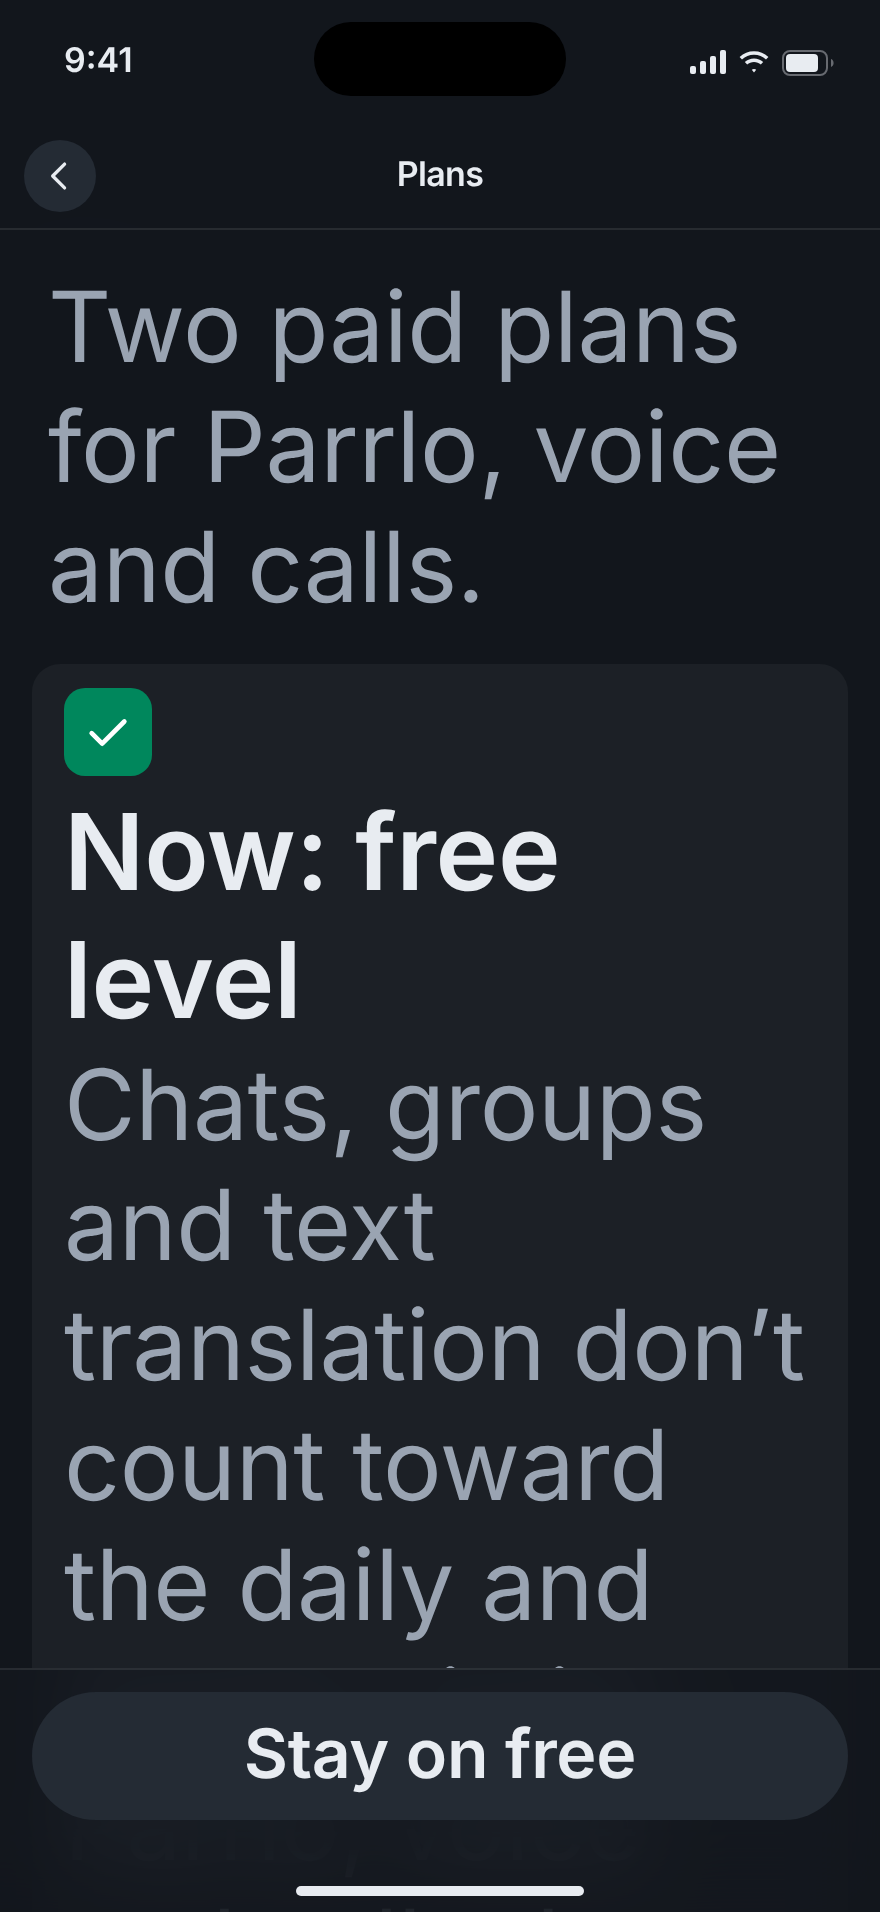 9:41
Plans
Two paid plans
for Parrlo, voice
and calls.
Now: free
level
Chats, groups
and text
translation don’t
count toward
the daily and
Stay on free